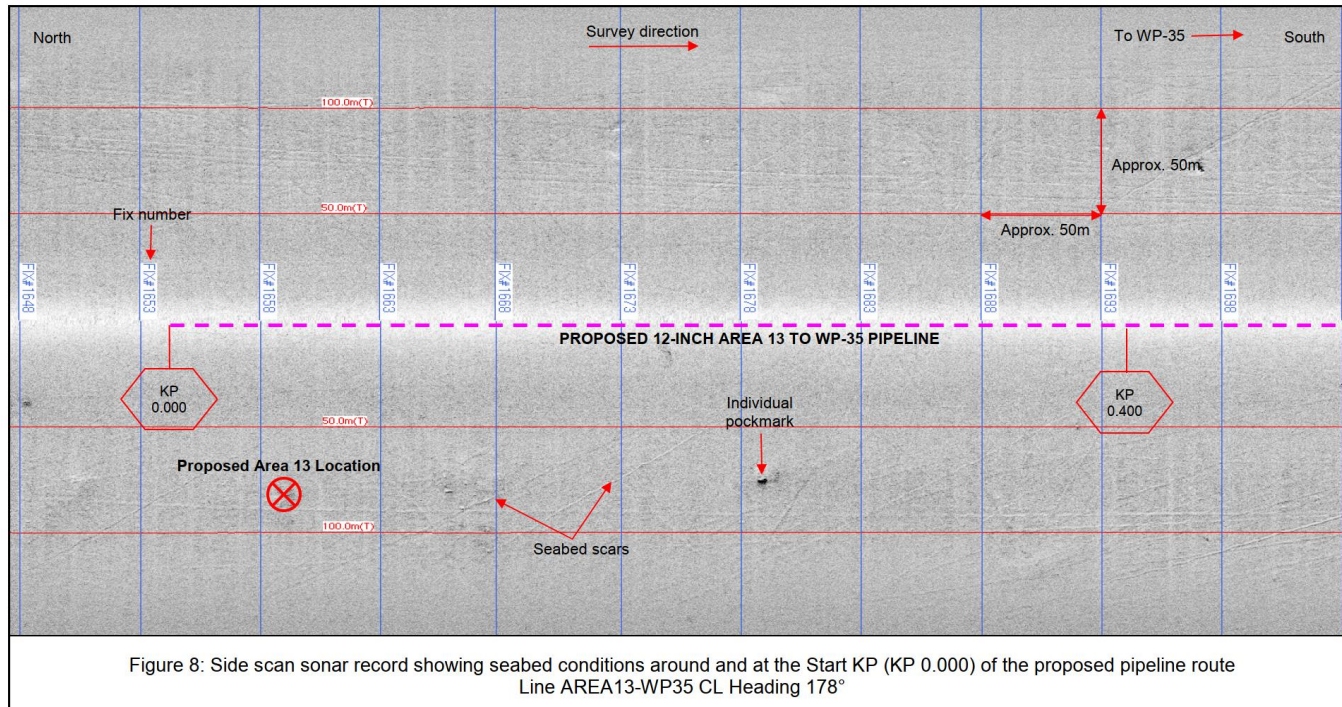 North
Survey direction
To WP-35
South
100.0m(T)
Approx. 50m
50.0m(T)
Fix number
Approx. 50m
FIX#1648
FIX#1653
FIX#1658
FIX#1663
FIX#1668
FIX#1673
FIX#1678
FIX#1683
FIX#1688
FIX#1693
FIX#1698
PROPOSED 12-INCH AREA 13 TO WP-35 PIPELINE
KP
0.000
KP
0.400
Individual
pockmark
50.0m(T)
Proposed Area 13 Location
100.0m(T)
Seabed scars
Figure 8: Side scan sonar record showing seabed conditions around and at the Start KP (KP 0.000) of the proposed pipeline route
Line AREA13-WP35 CL Heading 178°